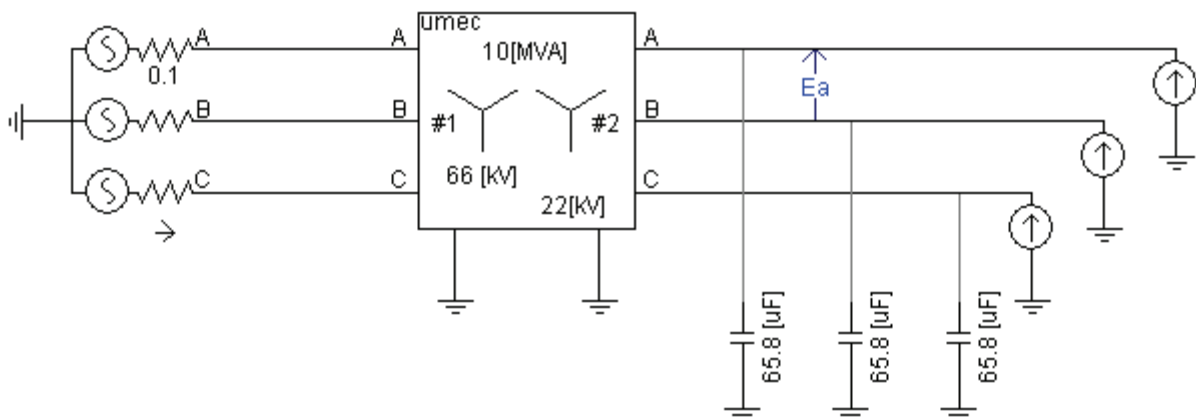 umec
A
A
A
10[MVA]
0.1
Ea
B
B
#1
#2
B
66 [KV]
C
C
C
22[KV]
65.8 [uF]
65.8 [uF]
65.8 [uF]